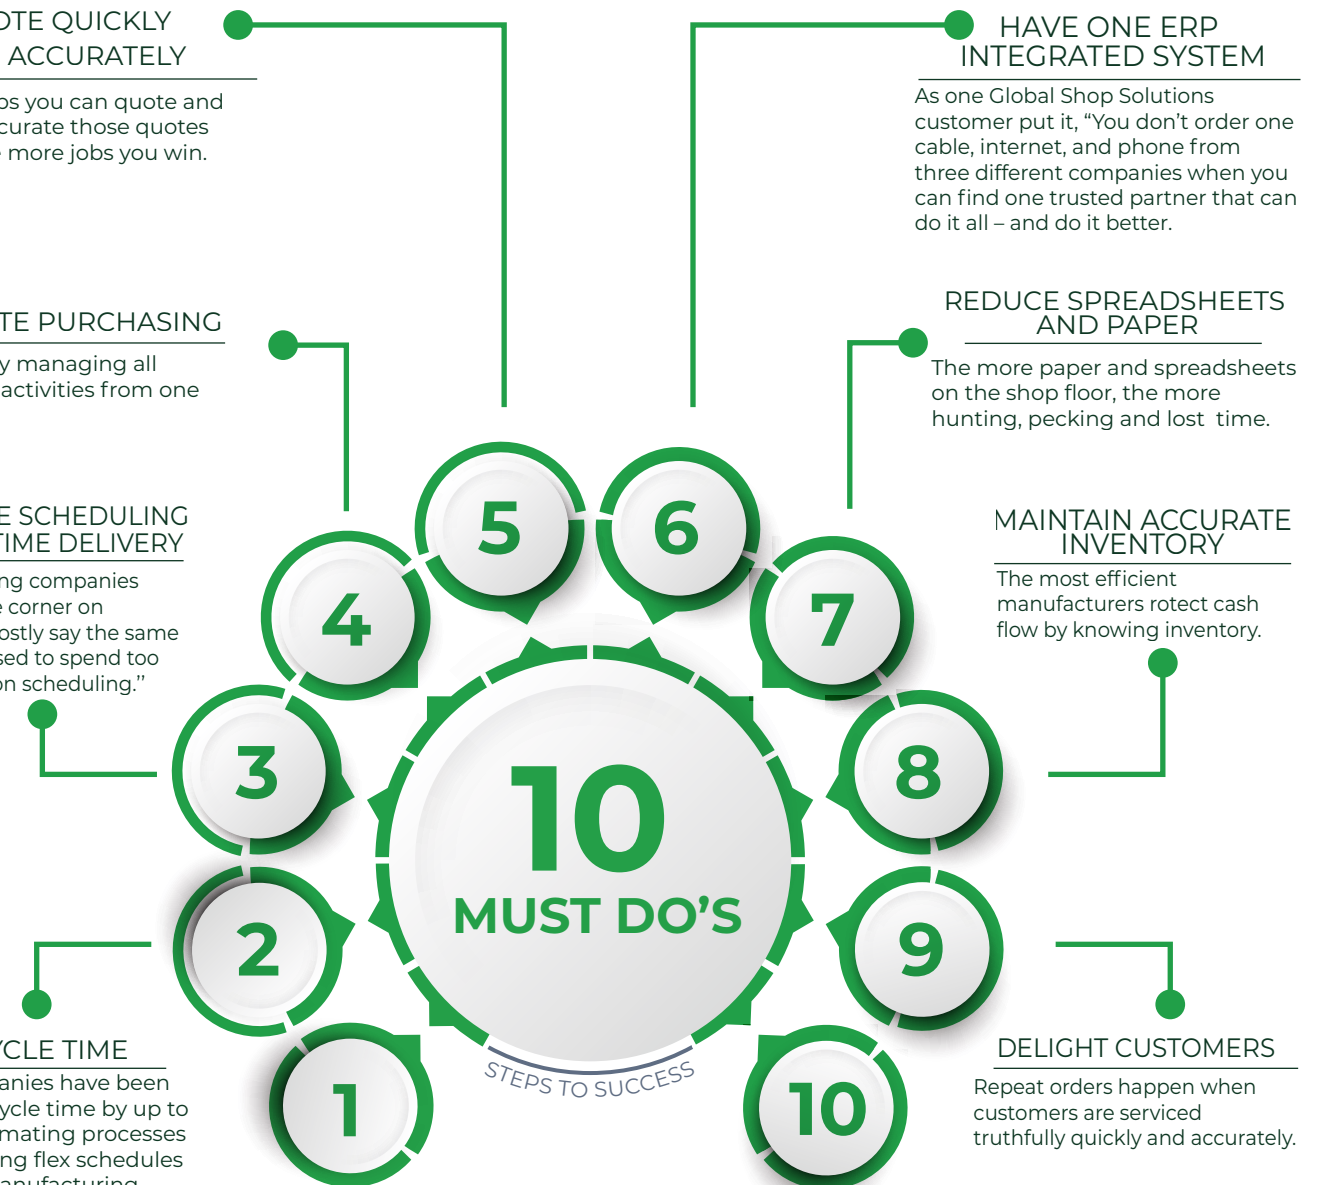 OTE QUICKLY
ACCURATELY
bs you can quote and
curate those quotes
e more jobs you win.
TE PURCHASING
y managing all
activities from one
E SCHEDULING
TIME DELIVERY
ng companies
e corner on
ostly say the same
sed to spend too
on scheduling.”
YCLE TIME
anies have been
ycle time by up to
mating processes
ng flex schedules
anufacturing
HAVE ONE ERP
INTEGRATED SYSTEM
As one Global Shop Solutions
customer put it, “You don’t order one
cable, internet, and phone from
three different companies when you
can find one trusted partner that can
do it all – and do it better.
REDUCE SPREADSHEETS
AND PAPER
The more paper and spreadsheets
on the shop floor, the more
hunting, pecking and lost time.
MAINTAIN ACCURATE
INVENTORY
The most efficient
manufacturers rotect cash
flow by knowing inventory.
DELIGHT CUSTOMERS
Repeat orders happen when
customers are serviced
truthfully quickly and accurately.
1
2
3
4
5
6
7
8
9
10
10
MUST DO’S
STEPS TO SUCCESS